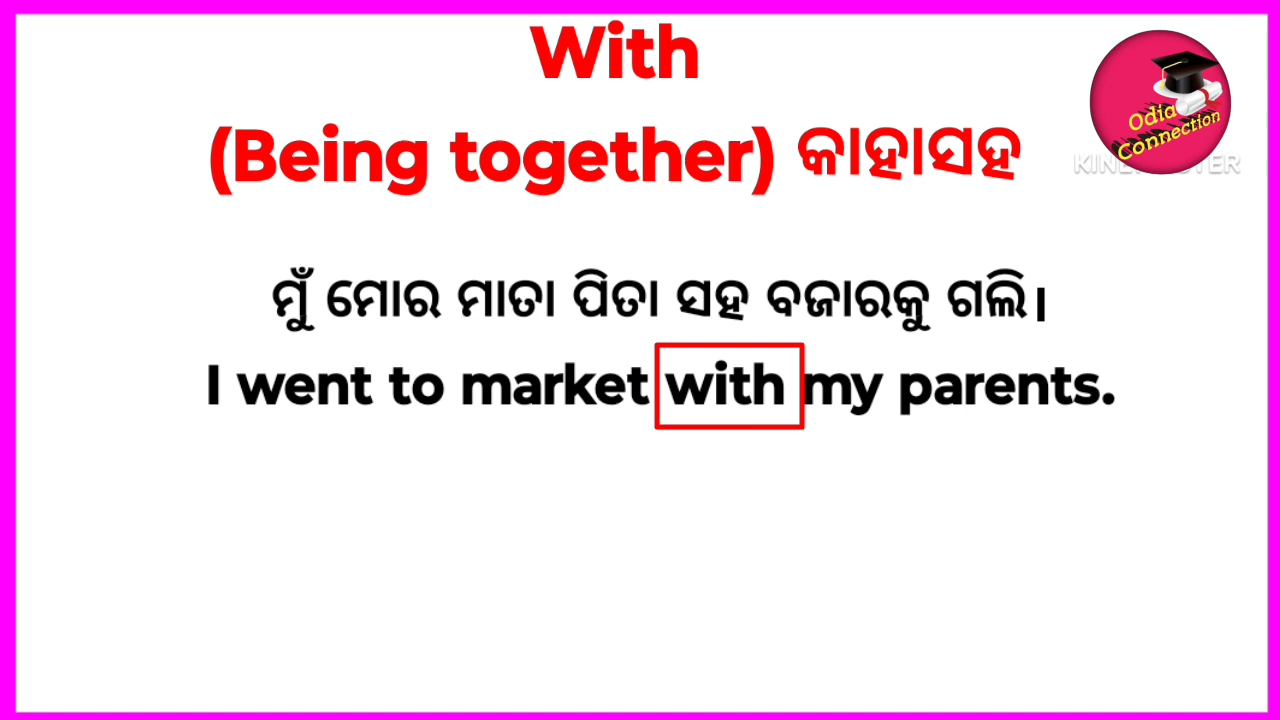 With
(Being together) କାହାସହ
ମୁଁ ମୋର ମାତା ପିତା ସହ ବଜାରକୁ ଗଲି।
I went to market with my parents.
Odia
Connection